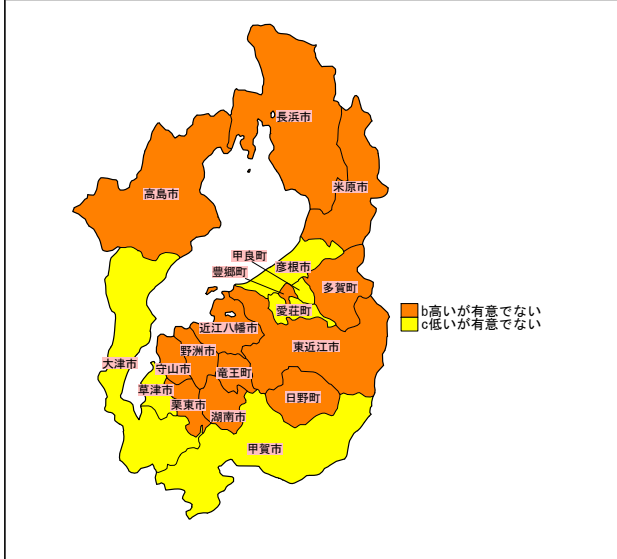 長浜市
米原市
高島市
甲良町
彦根市
豊郷町
多賀町
愛荘町
b高いが有意でない
c低いが有意でない
近江八幡市
東近江市
野洲市
大津市
守山市
竜王町
草津市
日野町
栗東市
湖南市
甲賀市